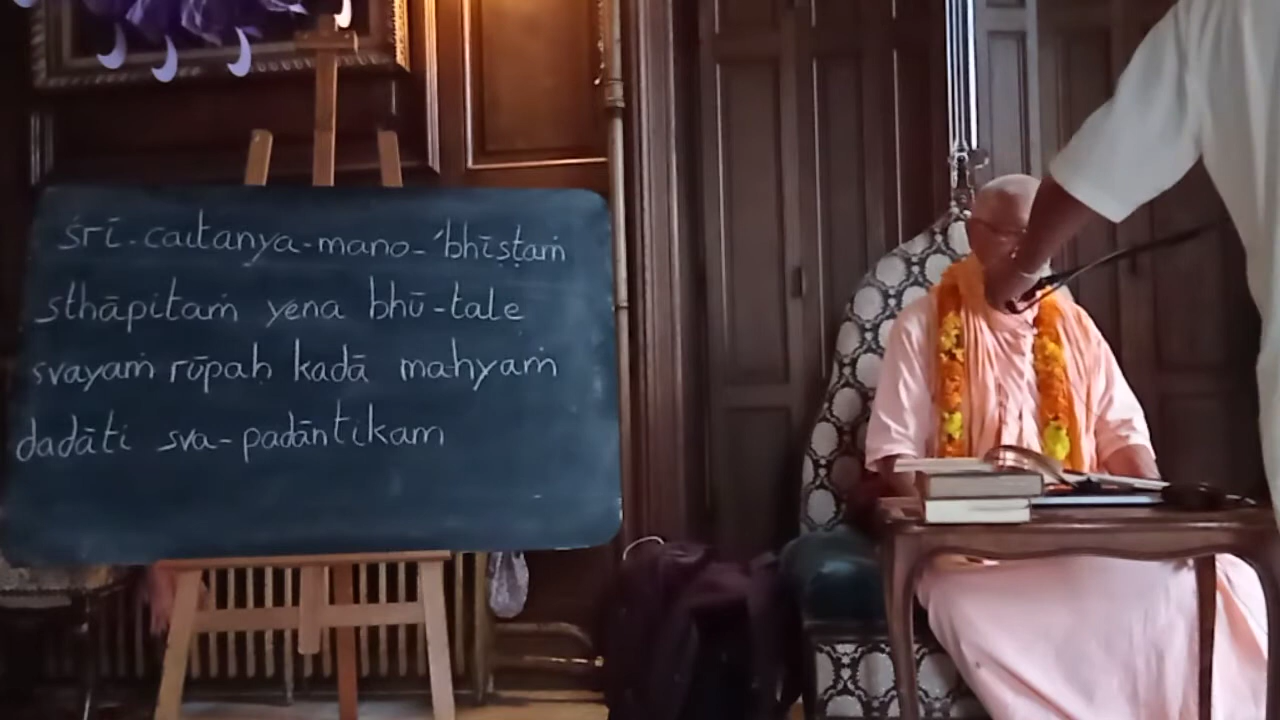 śrī-caitanya-mano-'bhīṣṭaṁ
sthāpitaṁ yena bhū-tale
svayaṁ rūpaḥ kadā mahyaṁ
dadāti sva-padāntikam